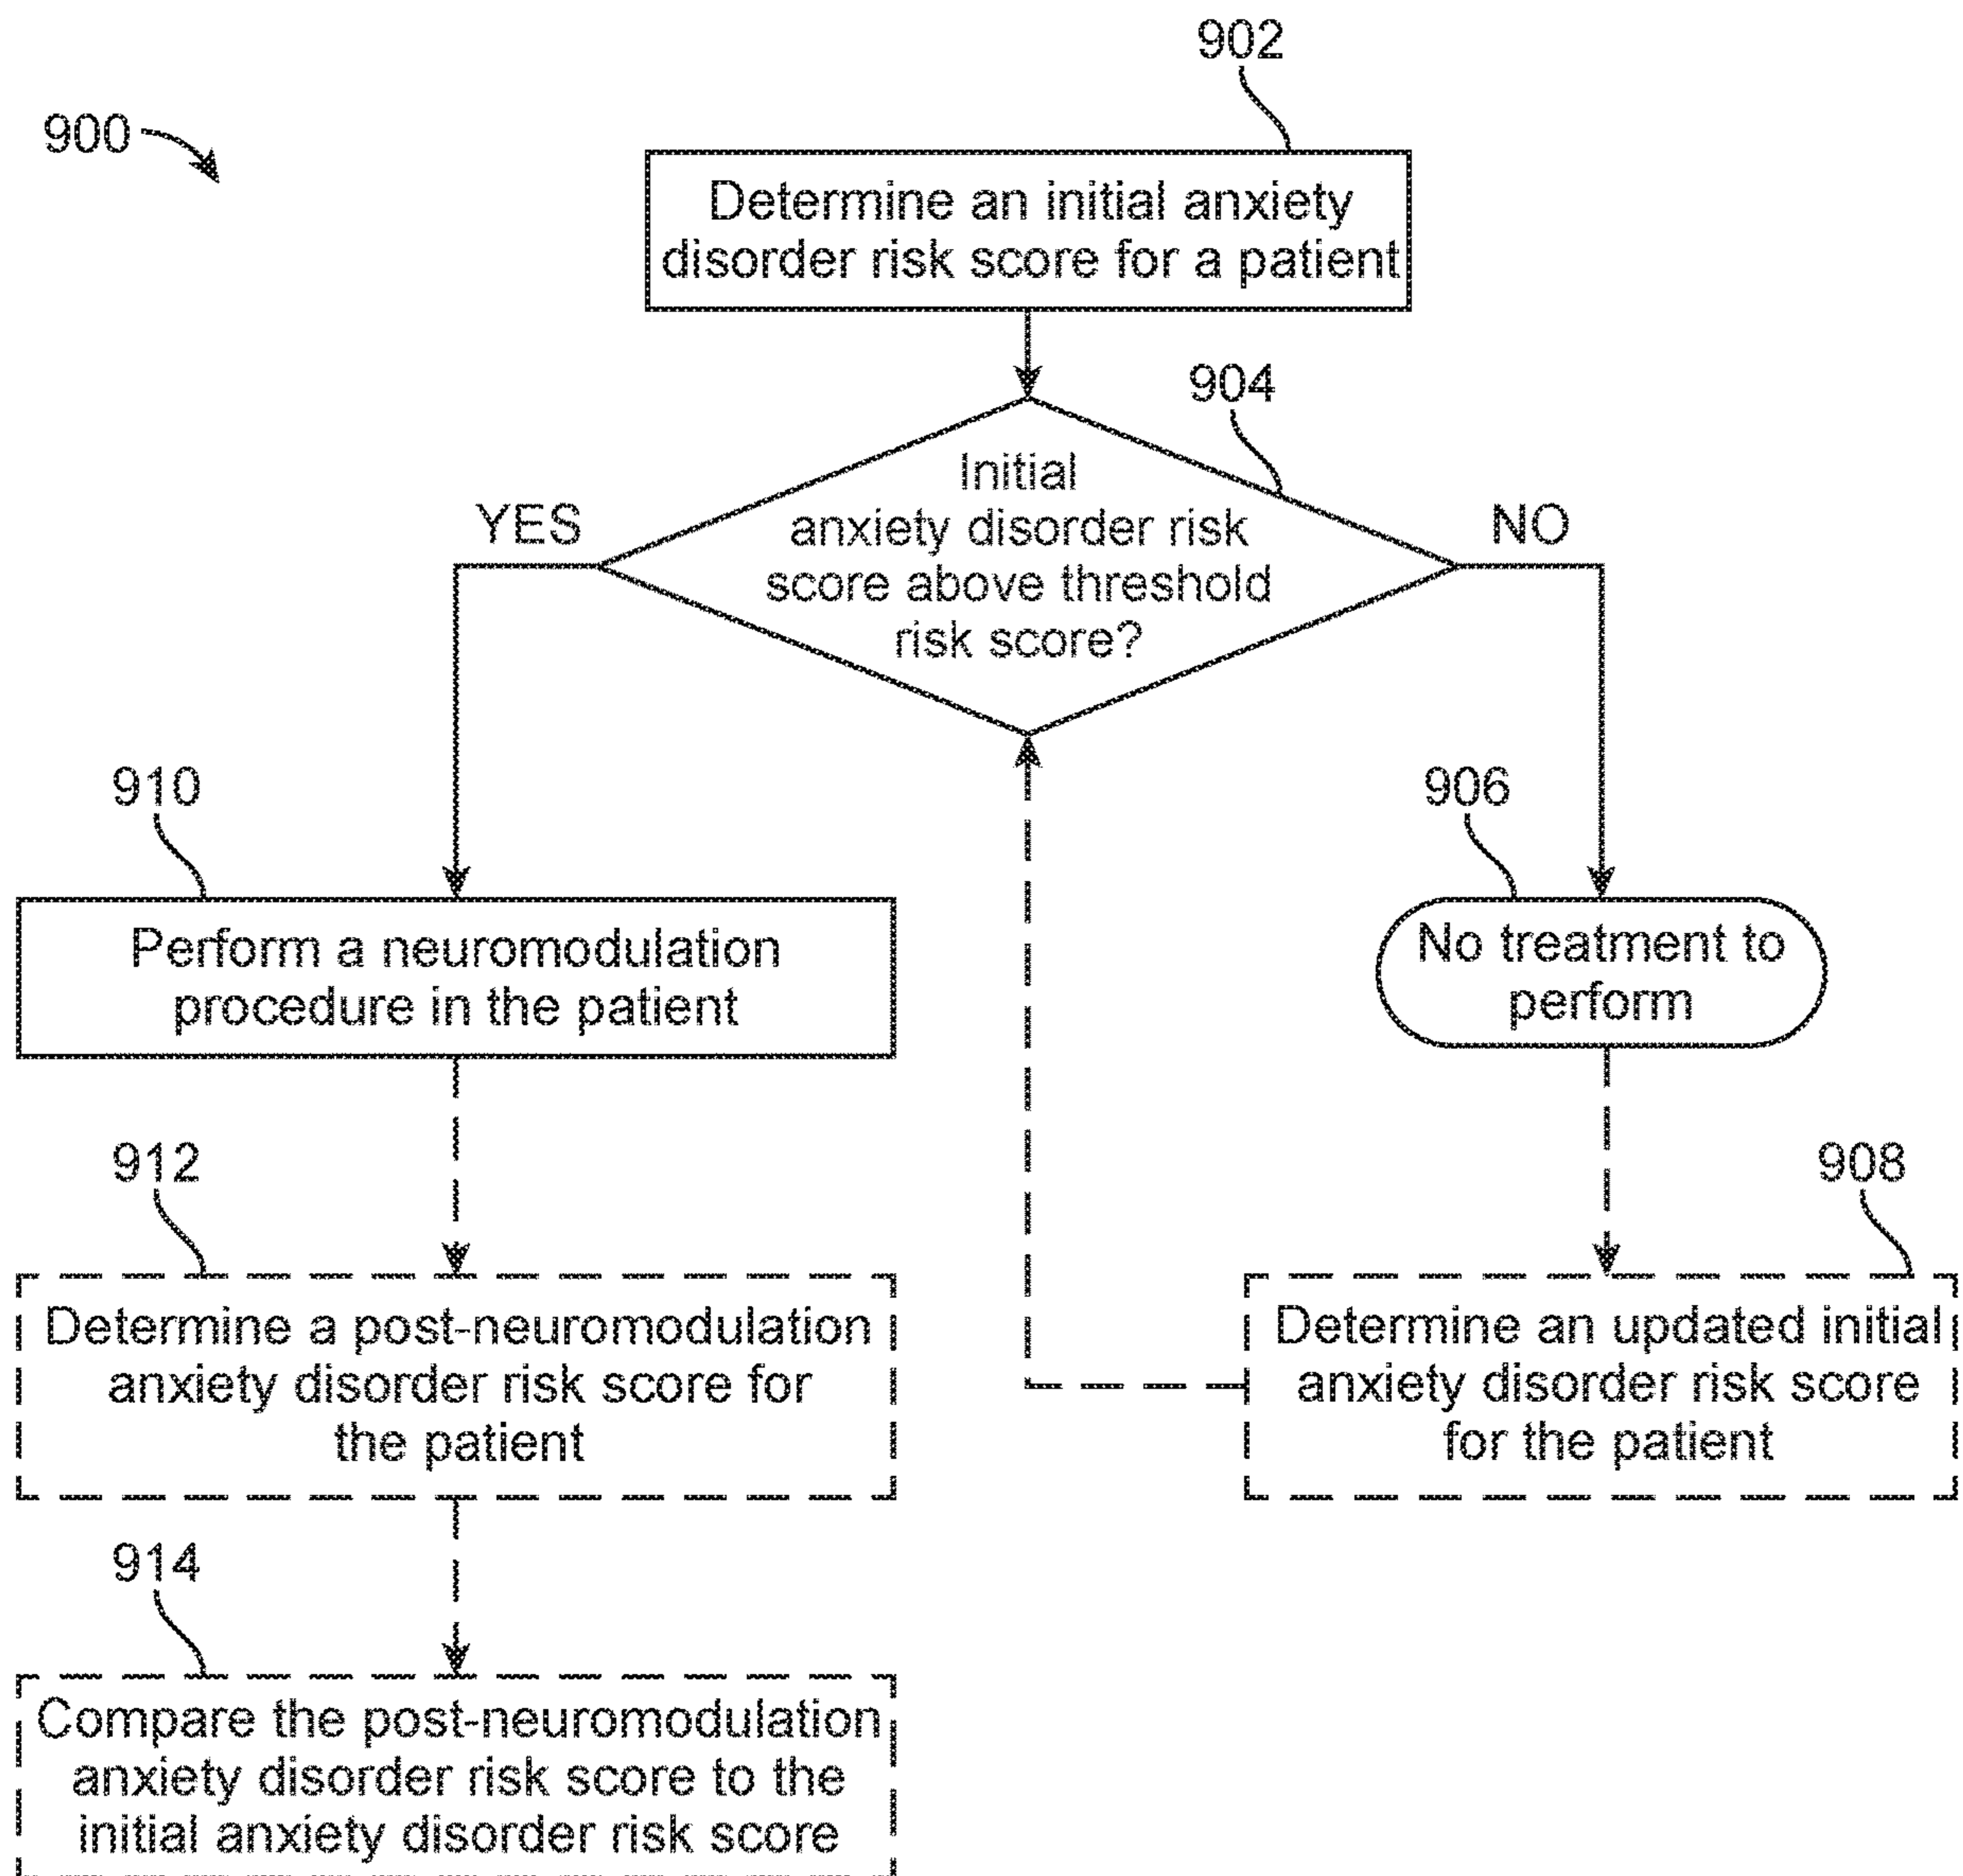 902
900
Determine an initial anxiety
disorder risk score for a patient
904
Initial
anxiety disorder risk
score above threshold
risk score?
YES
NO
910
906
Perform a neuromodulation
procedure in the patient
No treatment to
perform
912
908
Determine a post-neuromodulation
anxiety disorder risk score for
the patient
Determine an updated initial
anxiety disorder risk score
for the patient
914
Compare the post-neuromodulation
anxiety disorder risk score to the
initial anxiety disorder risk score